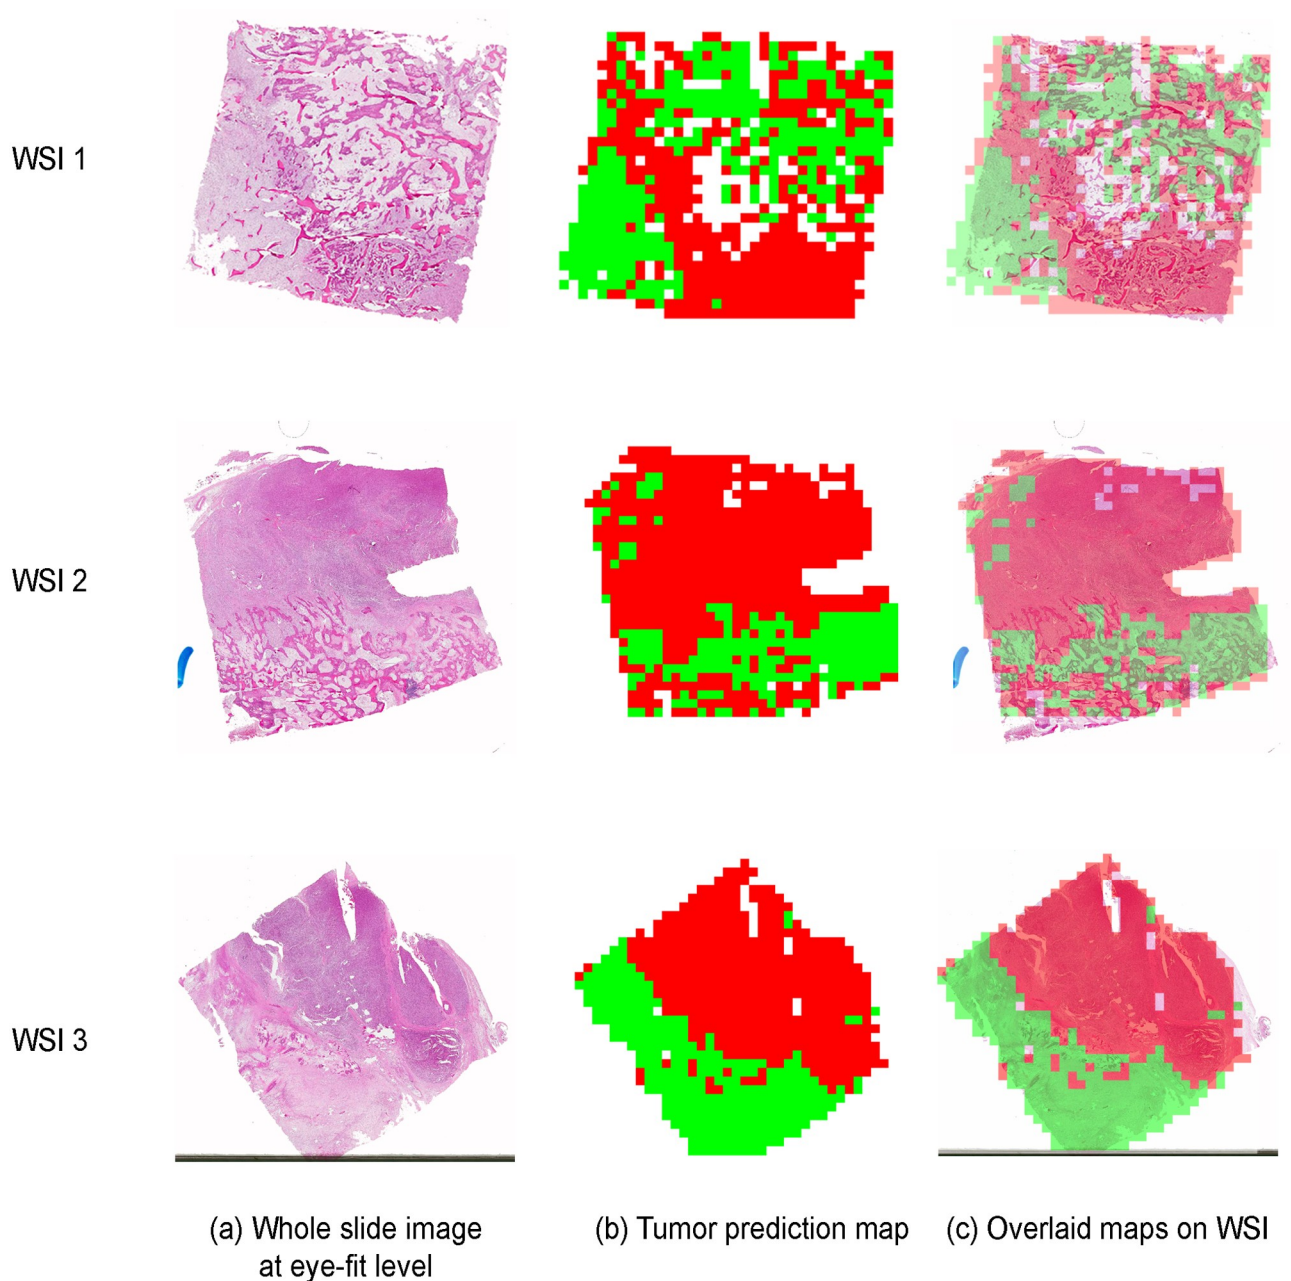 WSI 1
WSI 2
WSI 3
(a) Whole slide image
at eye-fit level
(b) Tumor prediction map
(c) Overlaid maps on WSI